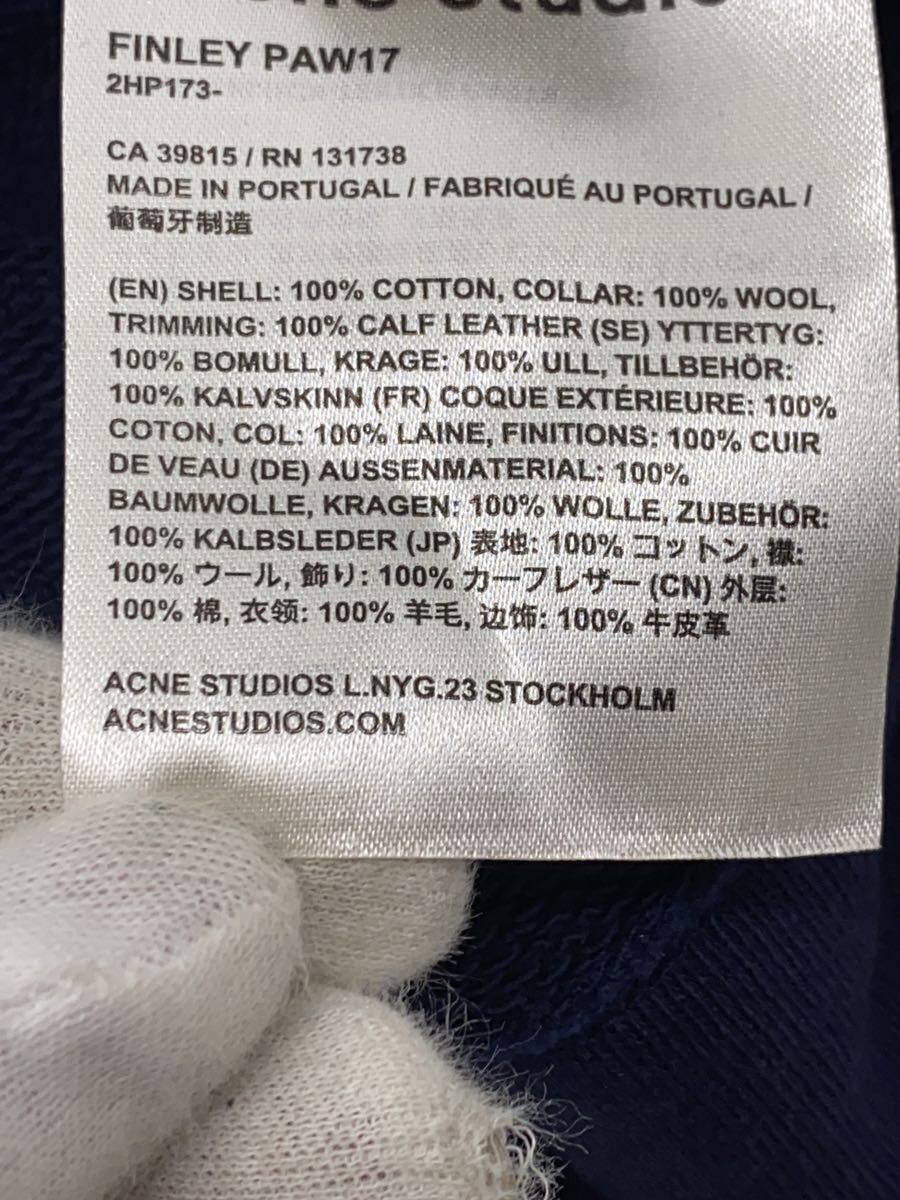 FINLEY PAW17
2HP173-
CA 39815 / RN 131738
MADE IN PORTUGAL / FABRIQUÉ AU PORTUGAL /
葡萄牙制造
(EN) SHELL: 100% COTTON, COLLAR: 100% WOOL,
TRIMMING: 100% CALF LEATHER (SE) YTTERTYG:
100% BOMULL, KRAGE: 100% ULL, TILLBEHÖR:
100% KALVSKINN (FR) COQUE EXTÉRIEURE: 100%
COTON, COL: 100% LAINE, FINITIONS: 100% CUIR
DE VEAU (DE) AUSSENMATERIAL: 100%
BAUMWOLLE, KRAGEN: 100% WOLLE, ZUBEHÖR:
100% KALBSLEDER (JP) 表地: 100% コットン, 襟:
100% ウール, 飾り: 100% カーフレザー (CN) 外层:
100% 棉, 衣领: 100% 羊毛, 边饰: 100% 牛皮革
ACNE STUDIOS L.NYG.23 STOCKHOLM
ACNESTUDIOS.COM